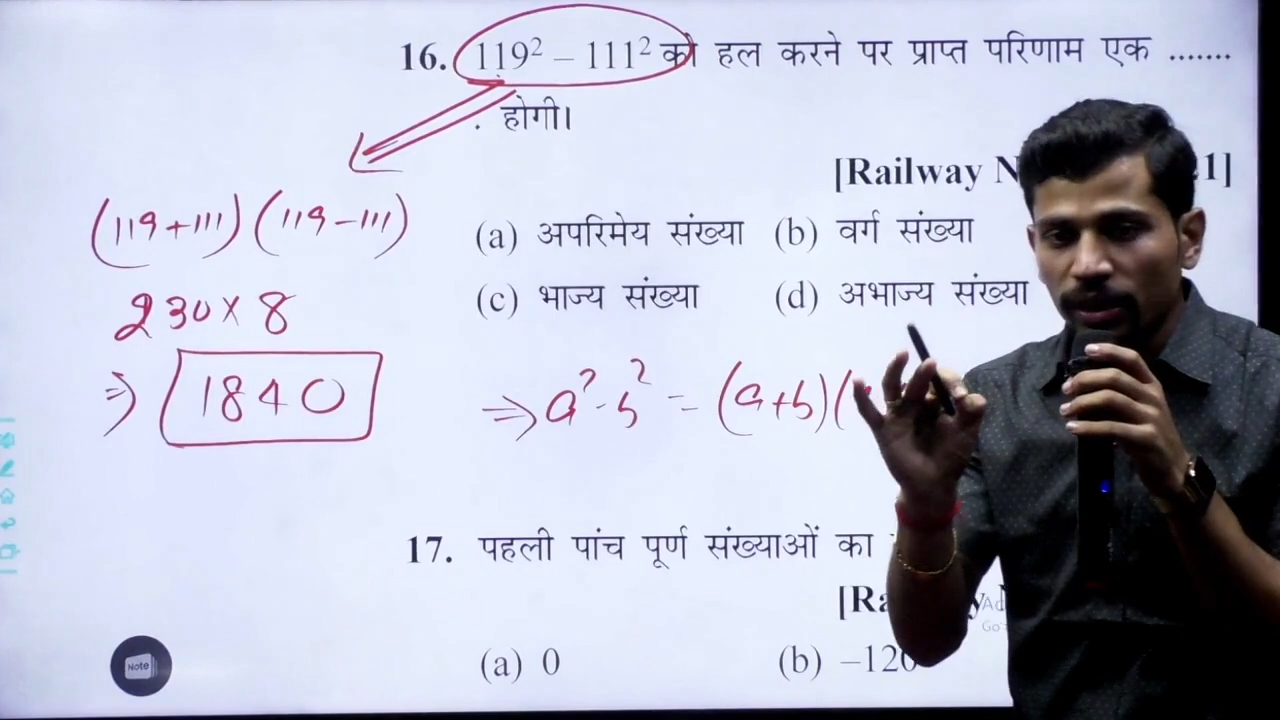 16. 119² – 111² को हल करने पर प्राप्त परिणाम एक .......
. होगी।
[Railway N 1]
(119+111) (119-111)
(a) अपरिमेय संख्या (b) वर्ग संख्या
230 × 8
(c) भाज्य संख्या (d) अभाज्य संख्या
⇒ 1840
⇒ a² - b² = (a+b)(
17. पहली पांच पूर्ण संख्याओं का
(a) 0 (b) –120
Note